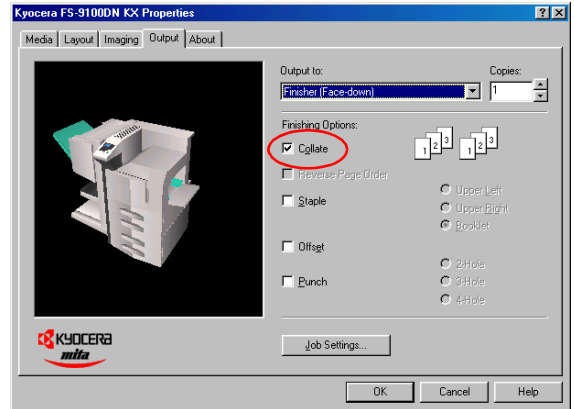 Kyocera FS-9100DN KX Properties
Media Layout Imaging Output About
Output to: Copies:
Finisher (Face-down) 1
Finishing Options:
Collate 1 2 3 1 2 3
Reverse Page Order
Staple Upper Left
Upper Right
Booklet
Offset
2-Hole
Punch 3-Hole
4-Hole
KYOCERA
mita
Job Settings...
OK Cancel Help